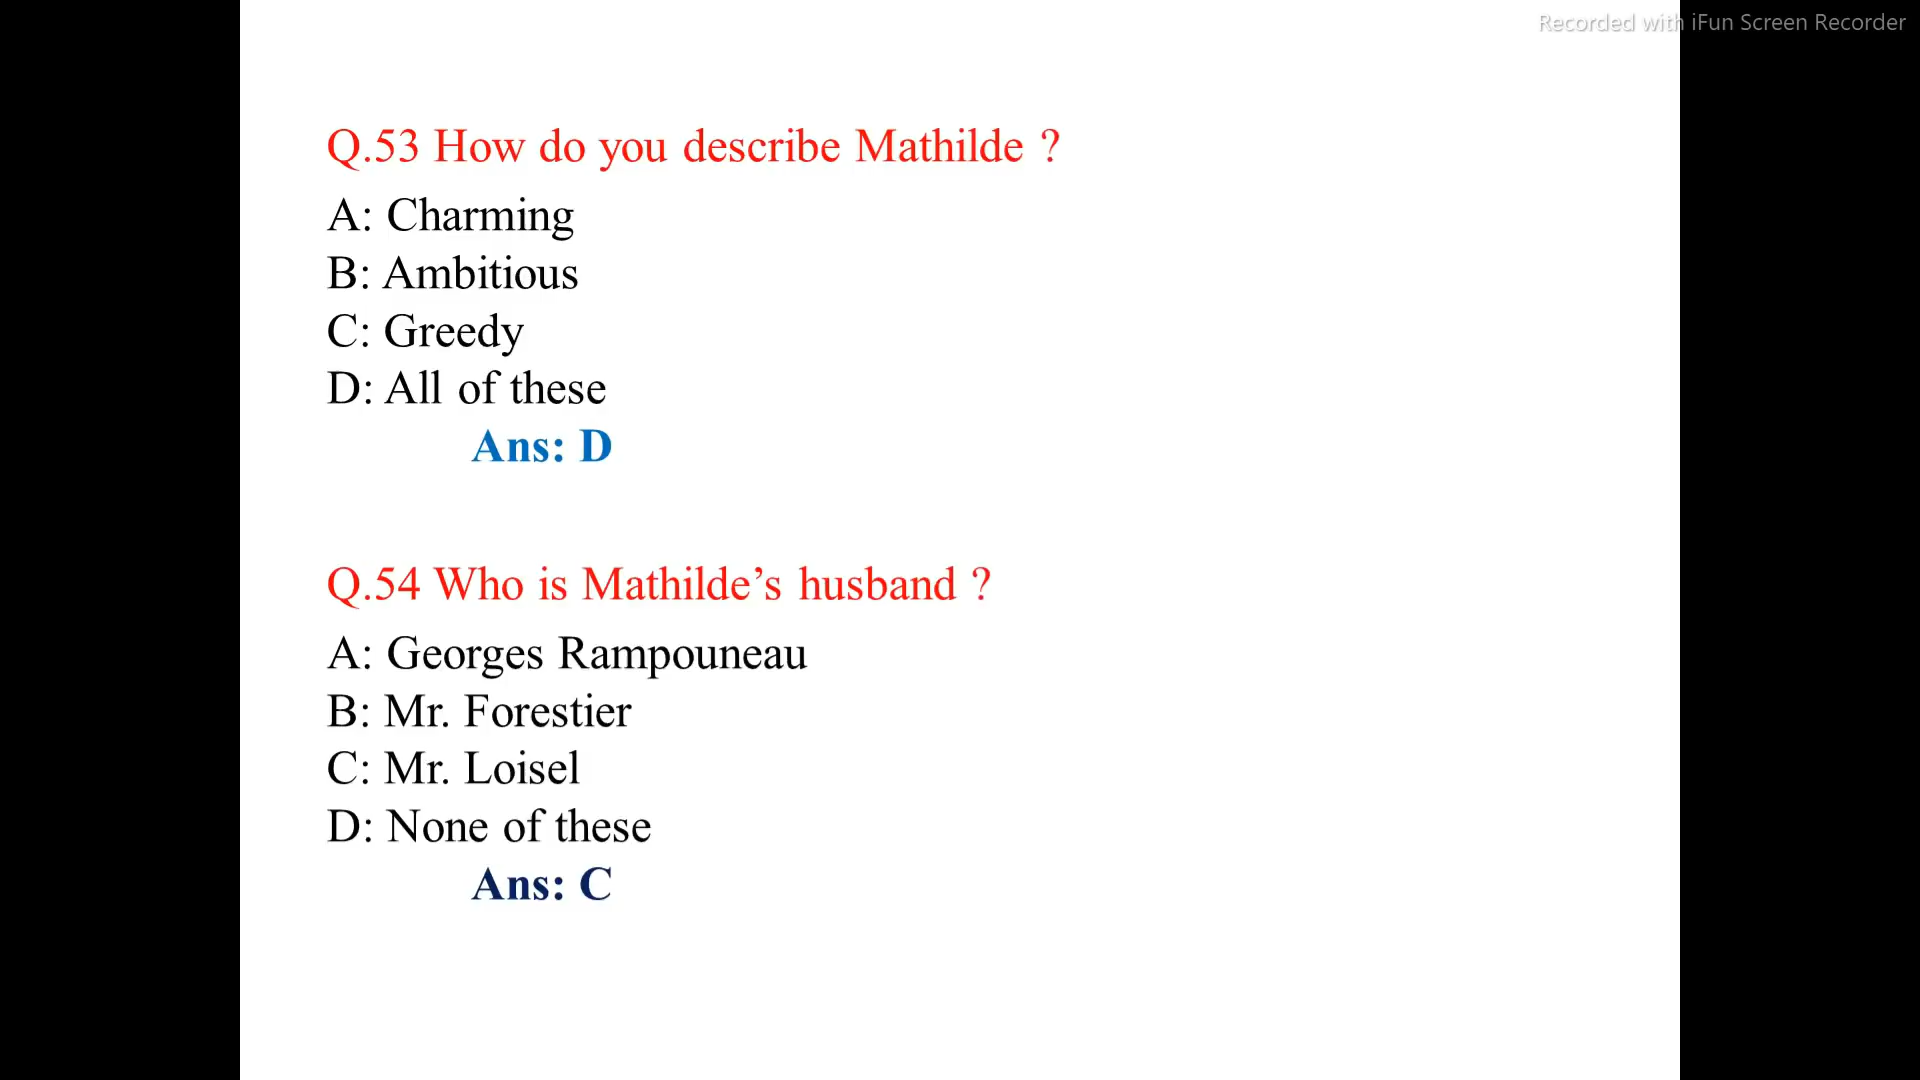 Recorded with iFun Screen Recorder
Q.53 How do you describe Mathilde ?
A: Charming
B: Ambitious
C: Greedy
D: All of these
Ans: D
Q.54 Who is Mathilde’s husband ?
A: Georges Rampouneau
B: Mr. Forestier
C: Mr. Loisel
D: None of these
Ans: C